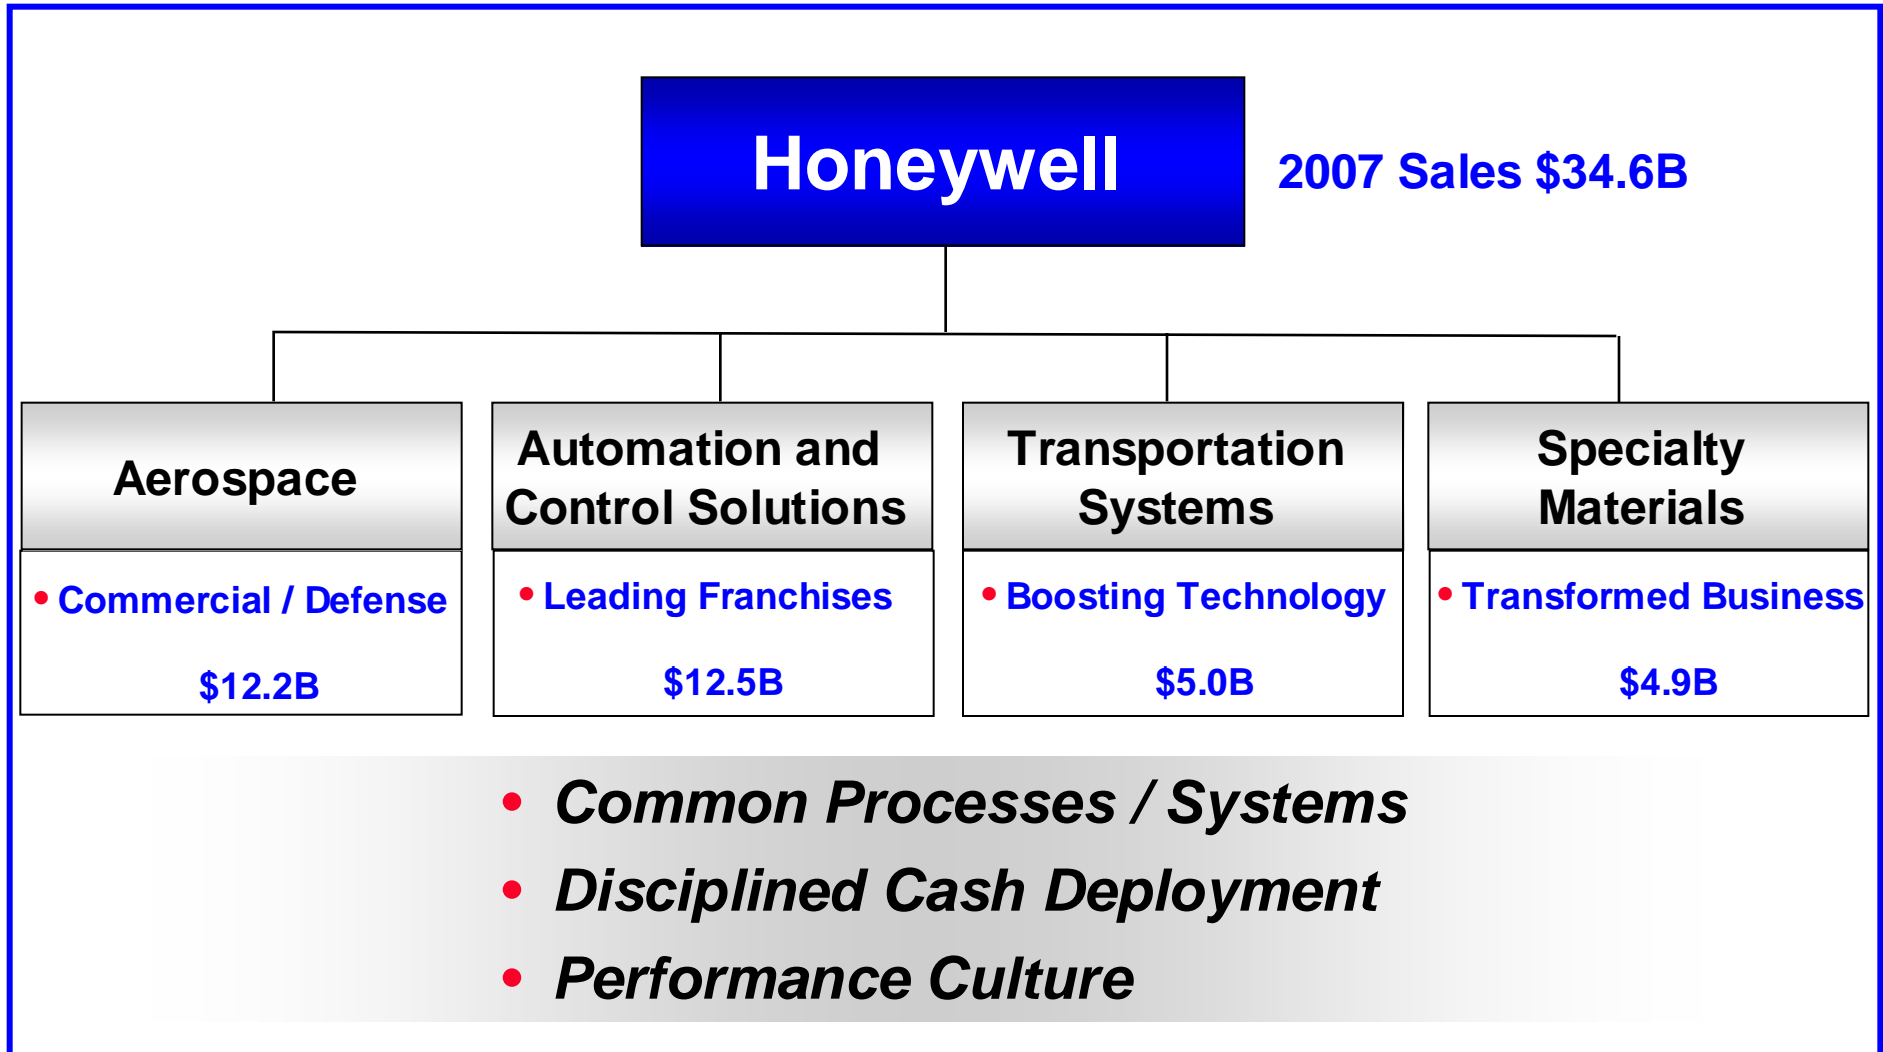 Honeywell
2007 Sales $34.6B
Aerospace
• Commercial / Defense
$12.2B
Automation and
Control Solutions
• Leading Franchises
$12.5B
Transportation
Systems
• Boosting Technology
$5.0B
Specialty
Materials
• Transformed Business
$4.9B
• Common Processes / Systems
• Disciplined Cash Deployment
• Performance Culture